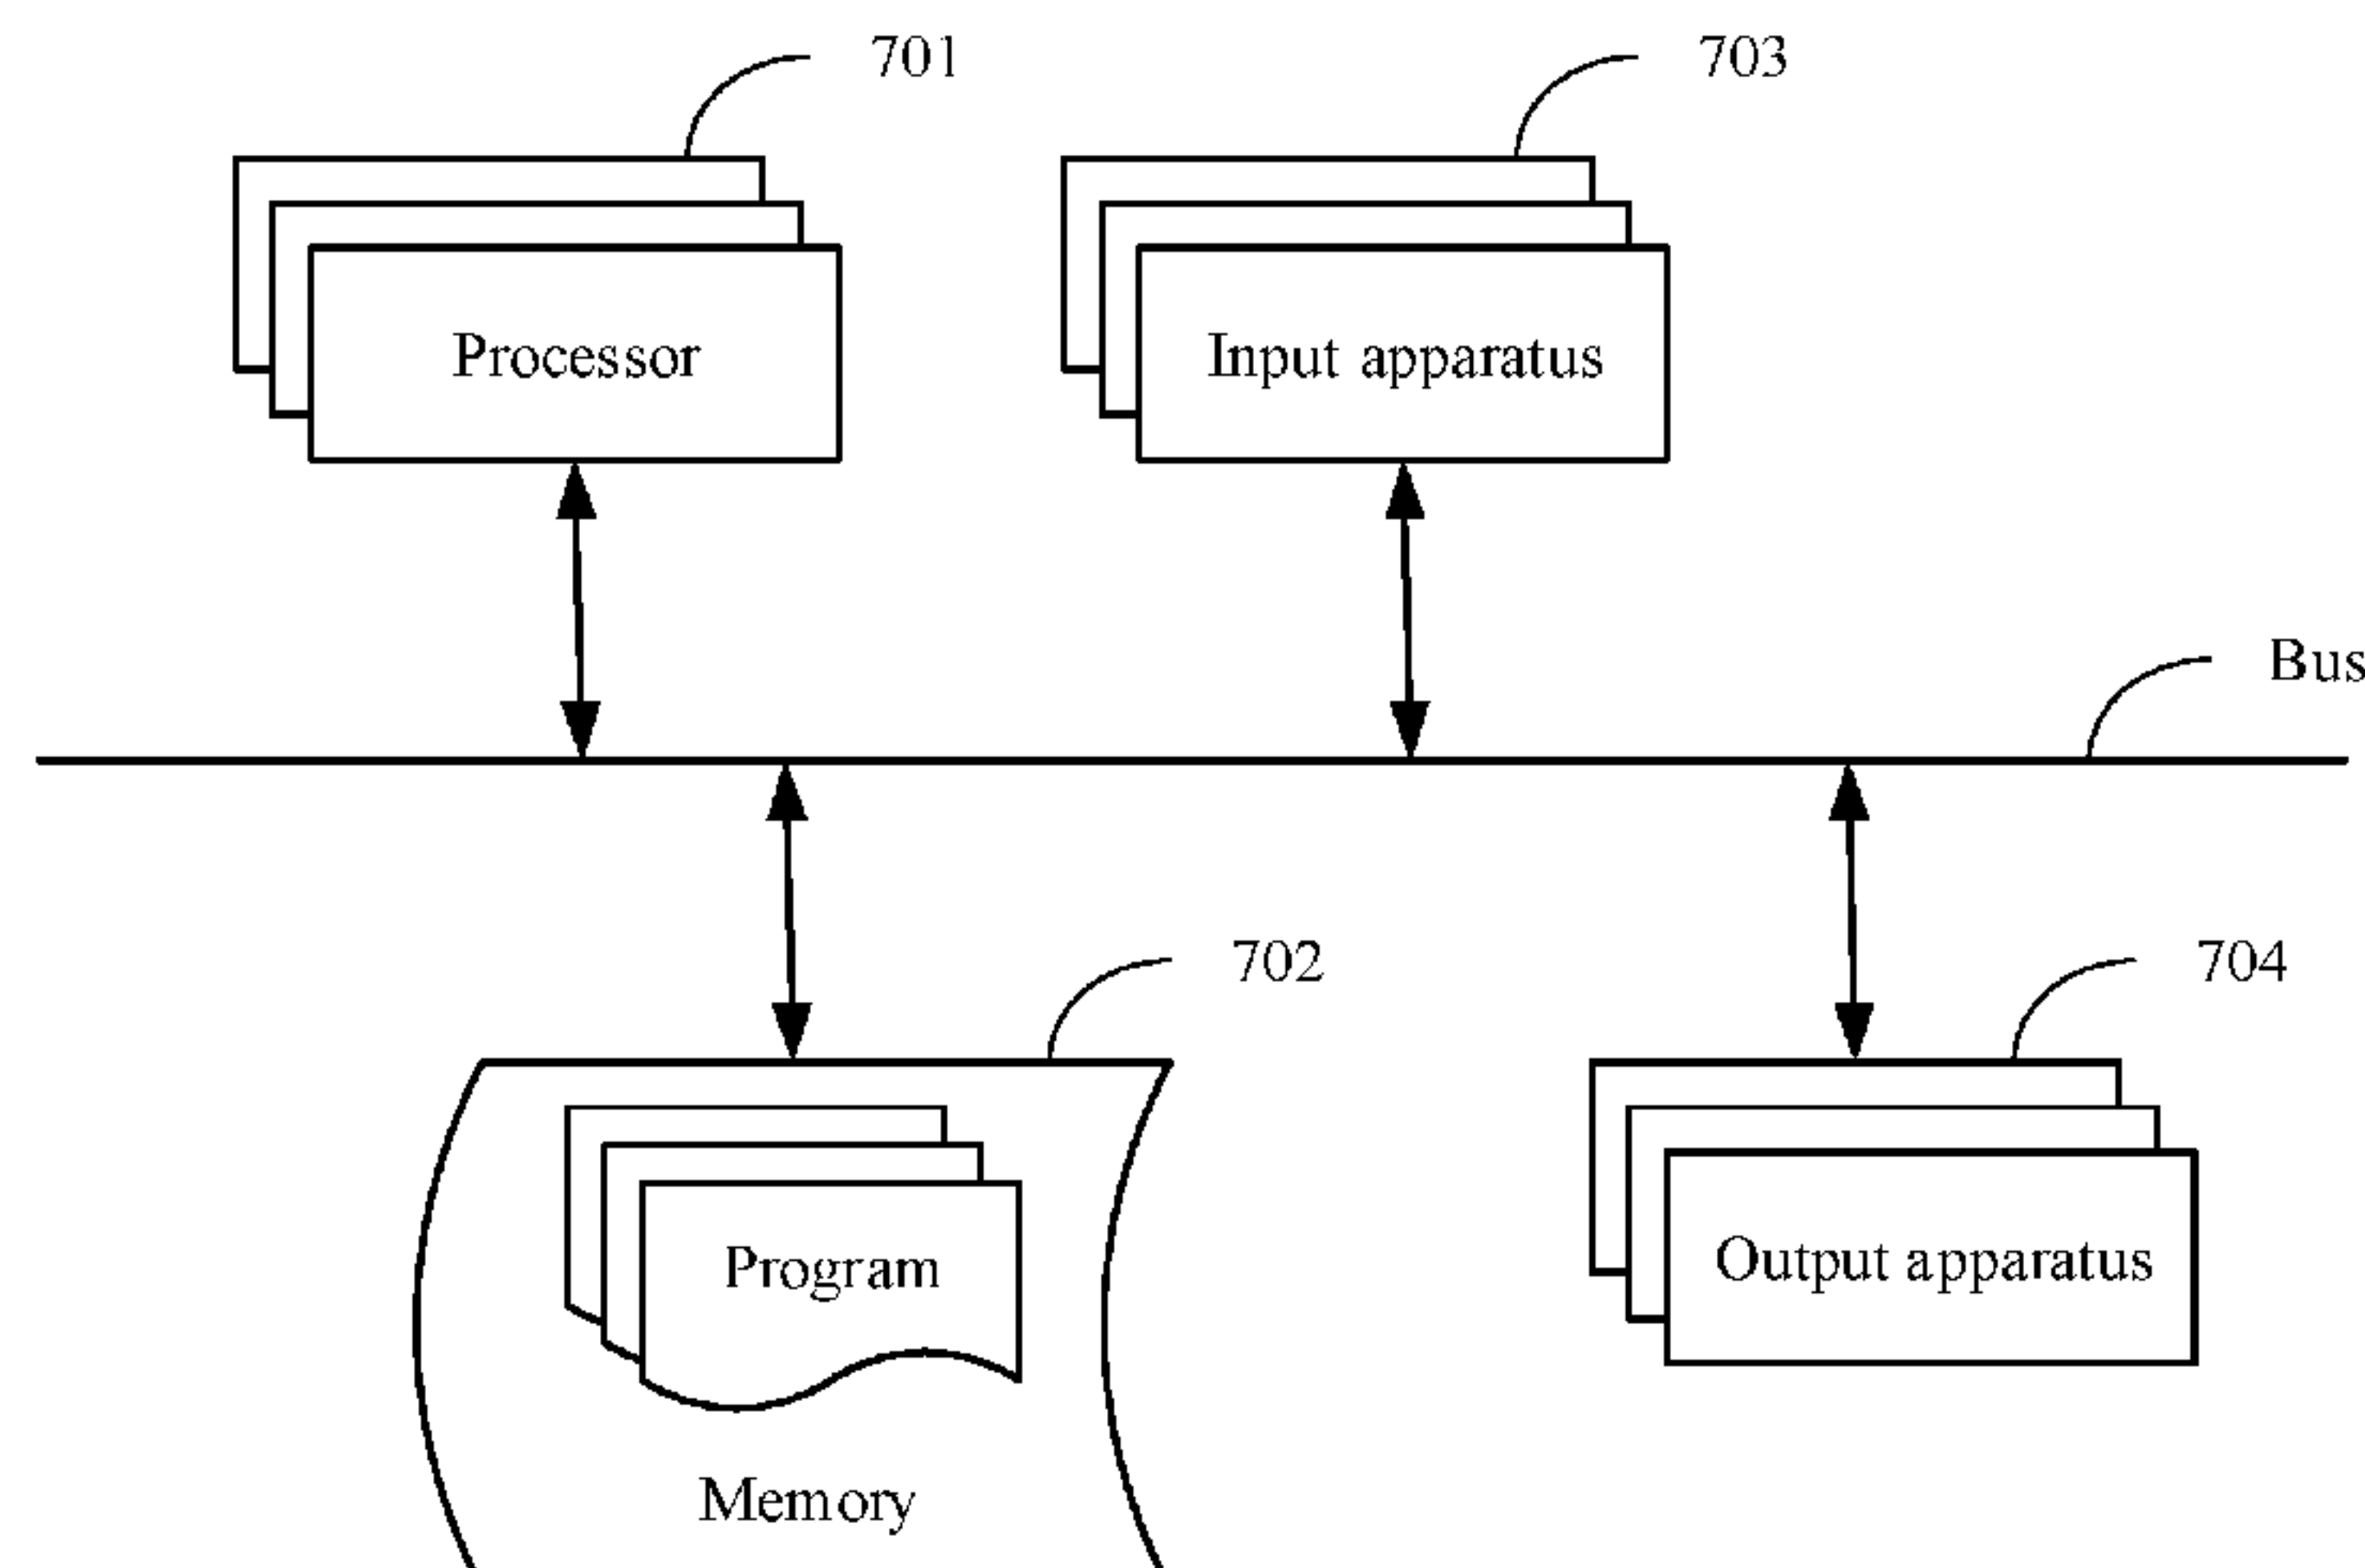 701
703
Processor
Input apparatus
Bus
702
704
Program
Output apparatus
Memory